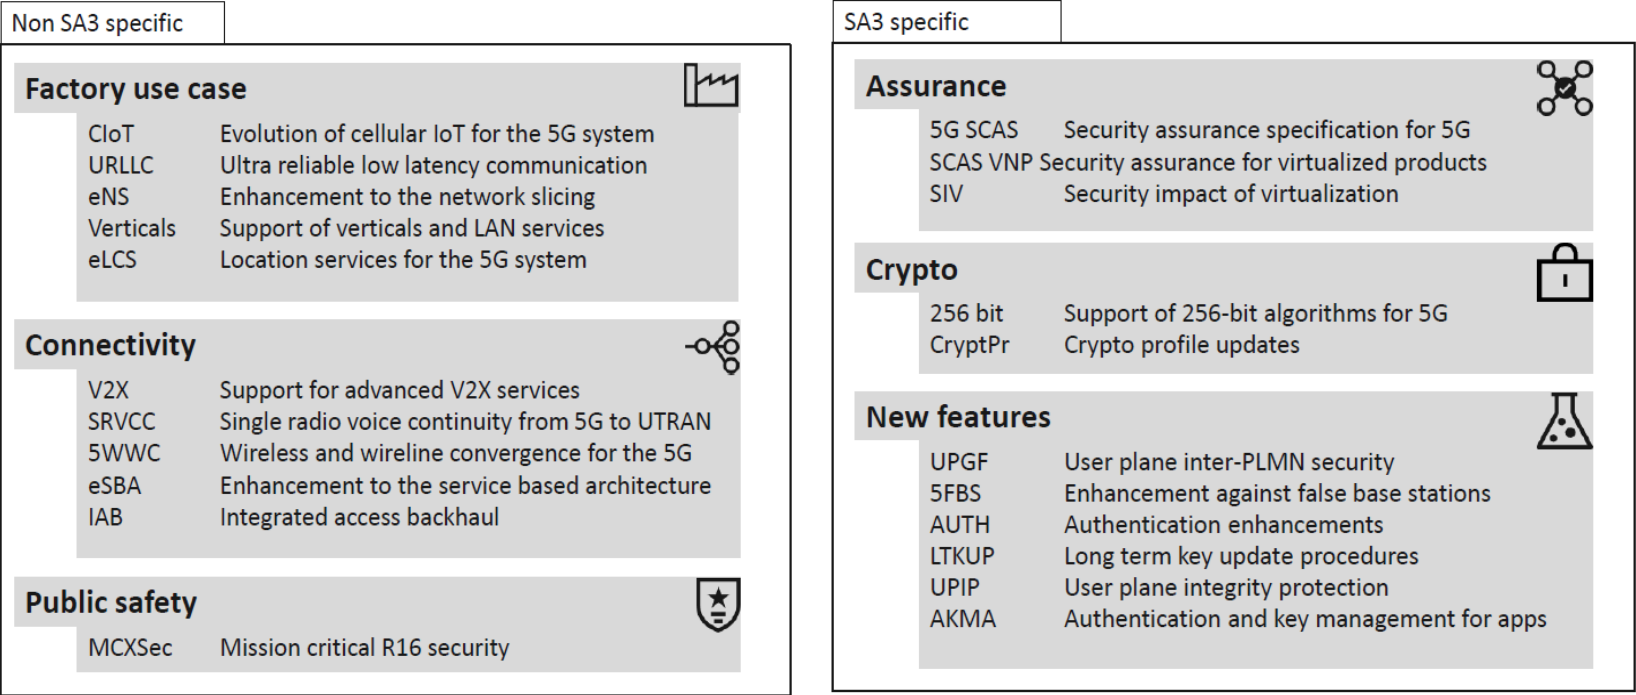 Non SA3 specific
Factory use case
CIoT Evolution of cellular IoT for the 5G system
URLLC Ultra reliable low latency communication
eNS Enhancement to the network slicing
Verticals Support of verticals and LAN services
eLCS Location services for the 5G system
Connectivity
V2X Support for advanced V2X services
SRVCC Single radio voice continuity from 5G to UTRAN
5WWC Wireless and wireline convergence for the 5G
eSBA Enhancement to the service based architecture
IAB Integrated access backhaul
Public safety
MCXSec Mission critical R16 security
SA3 specific
Assurance
5G SCAS Security assurance specification for 5G
SCAS VNP Security assurance for virtualized products
SIV Security impact of virtualization
Crypto
256 bit Support of 256-bit algorithms for 5G
CryptPr Crypto profile updates
New features
UPGF User plane inter-PLMN security
5FBS Enhancement against false base stations
AUTH Authentication enhancements
LTKUP Long term key update procedures
UPIP User plane integrity protection
AKMA Authentication and key management for apps